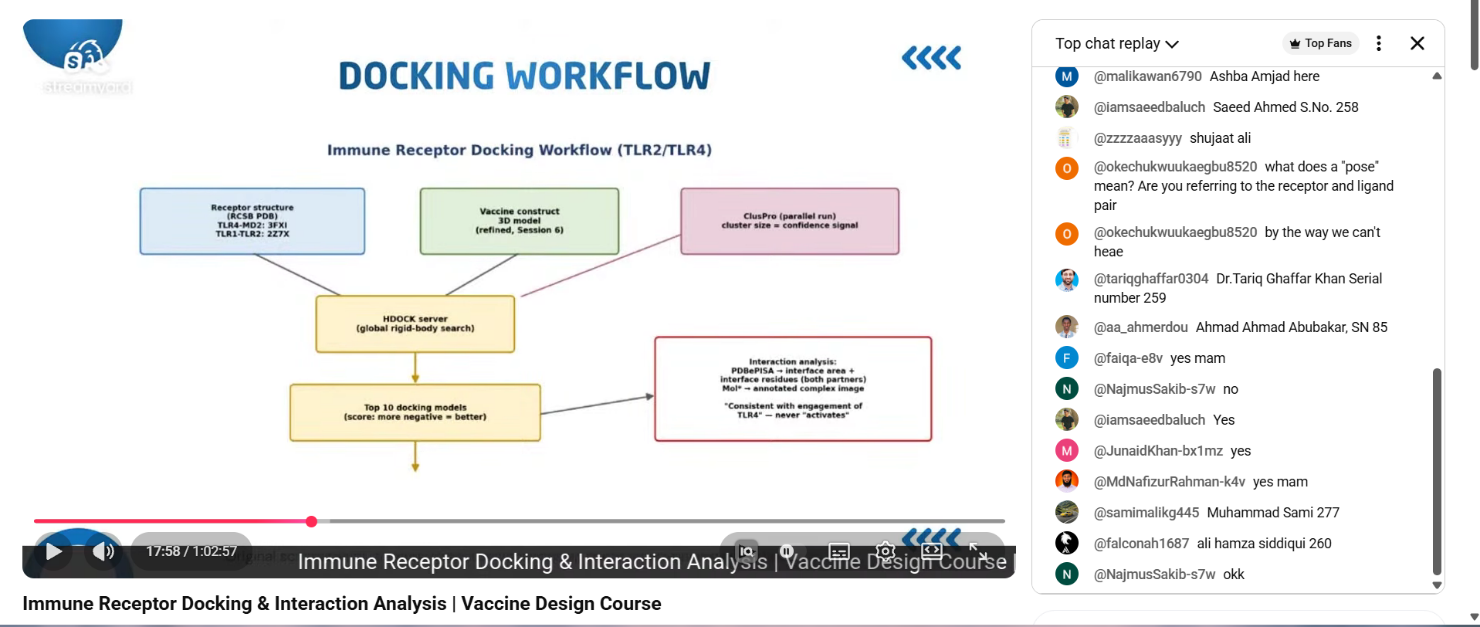 streamyard
DOCKING WORKFLOW
Immune Receptor Docking Workflow (TLR2/TLR4)
Receptor structure
(RCSB PDB)
TLR4-MD2: 3FXI
TLR1-TLR2: 2Z7X
Vaccine construct
3D model
(refined, Session 6)
ClusPro (parallel run)
cluster size = confidence signal
HDOCK server
(global rigid-body search)
Top 10 docking models
(score: more negative = better)
Interaction analysis:
PDBePISA → interface area +
interface residues (both partners)
Mol* → annotated complex image
"Consistent with engagement of
TLR4" — never "activates"
17:58 / 1:02:57
Immune Receptor Docking & Interaction Analysis | Vaccine Design Course
Immune Receptor Docking & Interaction Analysis | Vaccine Design Course
Top chat replay
Top Fans
M @malikawan6790 Ashba Amjad here
@iamsaeedbaluch Saeed Ahmed S.No. 258
@zzzzaaasyyy shujaat ali
O @okechukwuukaegbu8520 what does a "pose"
mean? Are you referring to the receptor and ligand
pair
O @okechukwuukaegbu8520 by the way we can't
heae
@tariqghaffar0304 Dr.Tariq Ghaffar Khan Serial
number 259
@aa_ahmerdou Ahmad Ahmad Abubakar, SN 85
F @faiqa-e8v yes mam
N @NajmusSakib-s7w no
@iamsaeedbaluch Yes
M @JunaidKhan-bx1mz yes
@MdNafizurRahman-k4v yes mam
@samimalikg445 Muhammad Sami 277
@falconah1687 ali hamza siddiqui 260
N @NajmusSakib-s7w okk